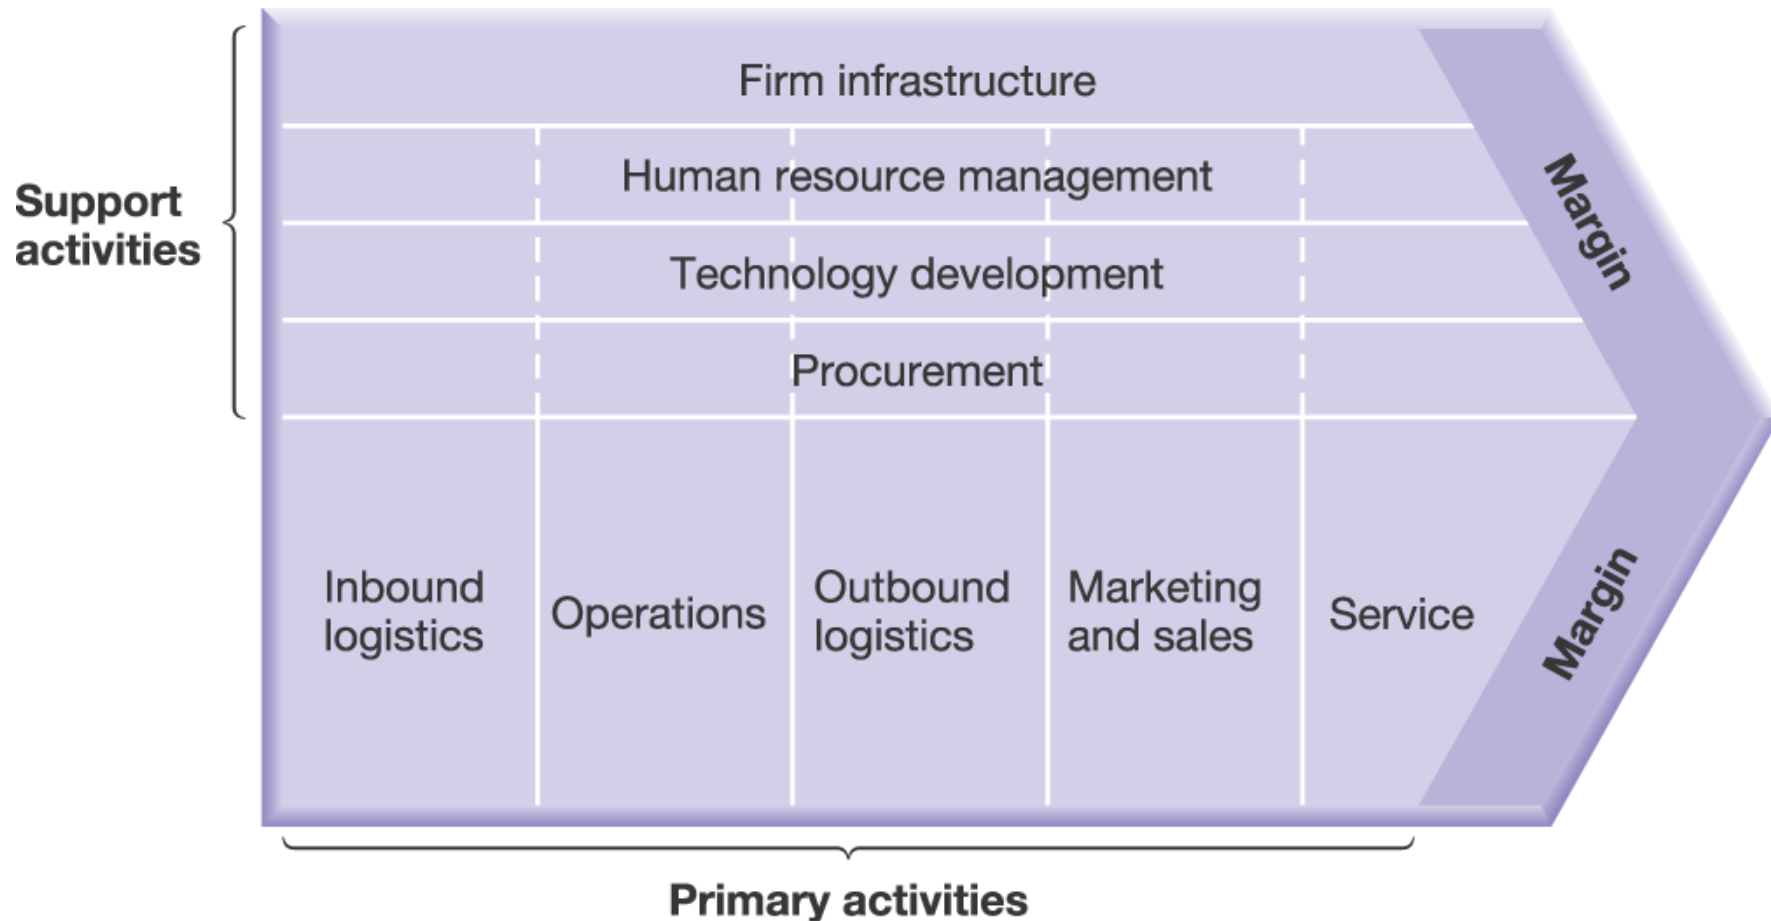 Firm infrastructure
Support
activities
Human resource management
Technology development
Procurement
Margin
Inbound
logistics
Operations
Outbound
logistics
Marketing
and sales
Service
Margin
Primary activities